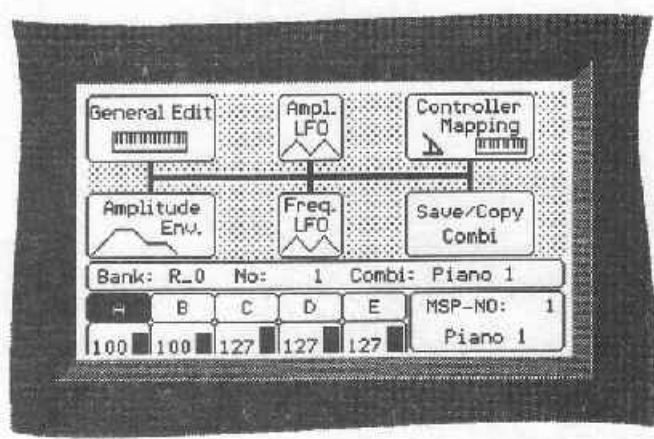 General Edit
Ampl.
LFO
Controller
Mapping
Amplitude
Env.
Freq.
LFO
Save/Copy
Combi
Bank: R_0 No: 1 Combi: Piano 1
A B C D E
100 100 127 127 127
MSP-NO: 1
Piano 1